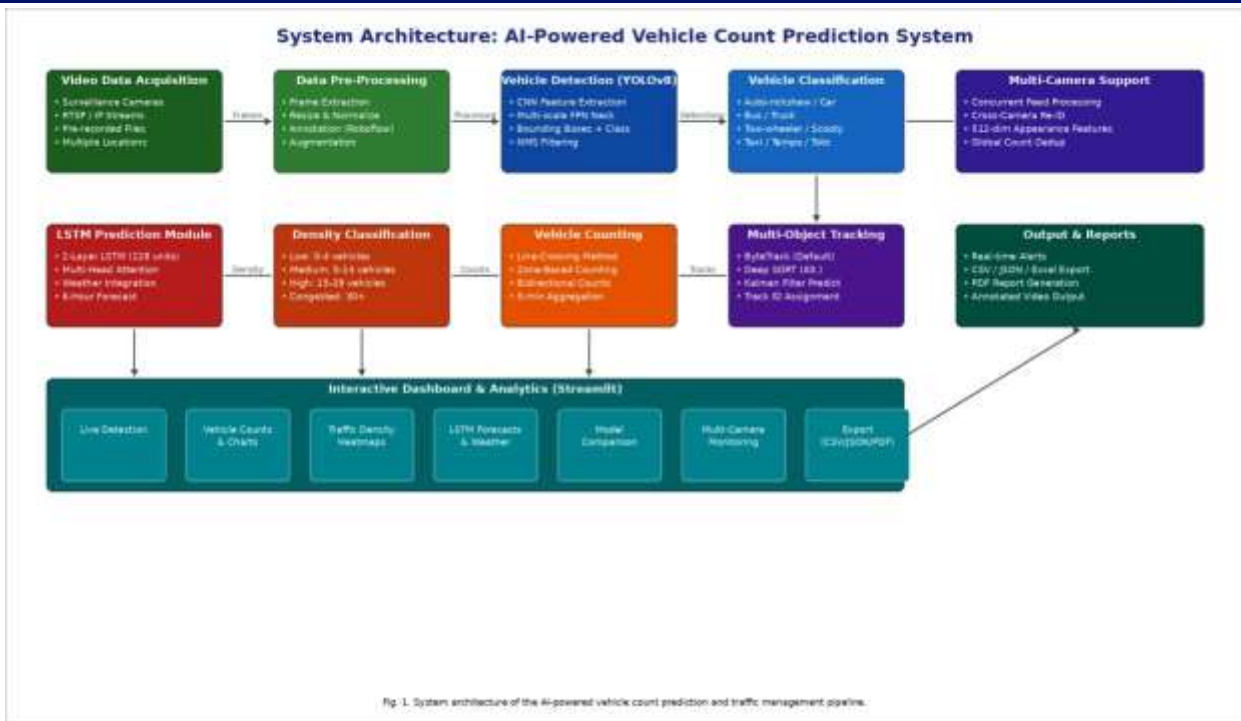 System Architecture: AI-Powered Vehicle Count Prediction System
Video Data Acquisition
• Surveillance Cameras
• RTSP / IP Streams
• Pre-recorded Files
• Multiple Locations
Frames
Data Pre-Processing
• Frame Extraction
• Resize & Normalize
• Annotation (Roboflow)
• Augmentation
Processed
Vehicle Detection (YOLOv8)
• CNN Feature Extraction
• Multi-scale FPN Neck
• Bounding Boxes + Class
• NMS Filtering
Detections
Vehicle Classification
• Auto-rickshaw / Car
• Bus / Truck
• Two-wheeler / Scooty
• Taxi / Tempo / Toto
Multi-Camera Support
• Concurrent Feed Processing
• Cross-Camera Re-ID
• 512-dim Appearance Features
• Global Count Dedup
LSTM Prediction Module
• 2-Layer LSTM (128 units)
• Multi-Head Attention
• Weather Integration
• 6-Hour Forecast
Density
Density Classification
• Low: 0-4 vehicles
• Medium: 5-14 vehicles
• High: 15-29 vehicles
• Congested: 30+
Counts
Vehicle Counting
• Line-Crossing Method
• Zone-Based Counting
• Bidirectional Counts
• Aggregation
Tracks
Multi-Object Tracking
• ByteTrack (Default)
• Deep SORT
• Kalman Filter Predict
• Track ID Assignment
Output & Reports
• Real-time Alerts
• CSV / JSON / Excel Export
• PDF Report Generation
• Annotated Video Output
Interactive Dashboard & Analytics (Streamlit)
Live Detection
Vehicle Counts
& Charts
Traffic Density
Heatmaps
LSTM Forecasts
& Weather
Model
Comparison
Multi-Camera
Monitoring
Export
(CSV/JSON/PDF)
Fig. 1. System architecture of the AI-powered vehicle count prediction and traffic management pipeline.